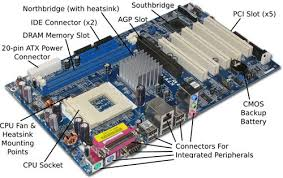 Southbridge
Northbridge (with heatsink)
IDE Connector (x2)
AGP Slot
PCI Slot (x5)
DRAM Memory Slot
20-pin ATX Power
Connector
CPU Fan &
Heatsink
Mounting
Points
CPU Socket
Connectors For
Integrated Peripherals
CMOS
Backup
Battery